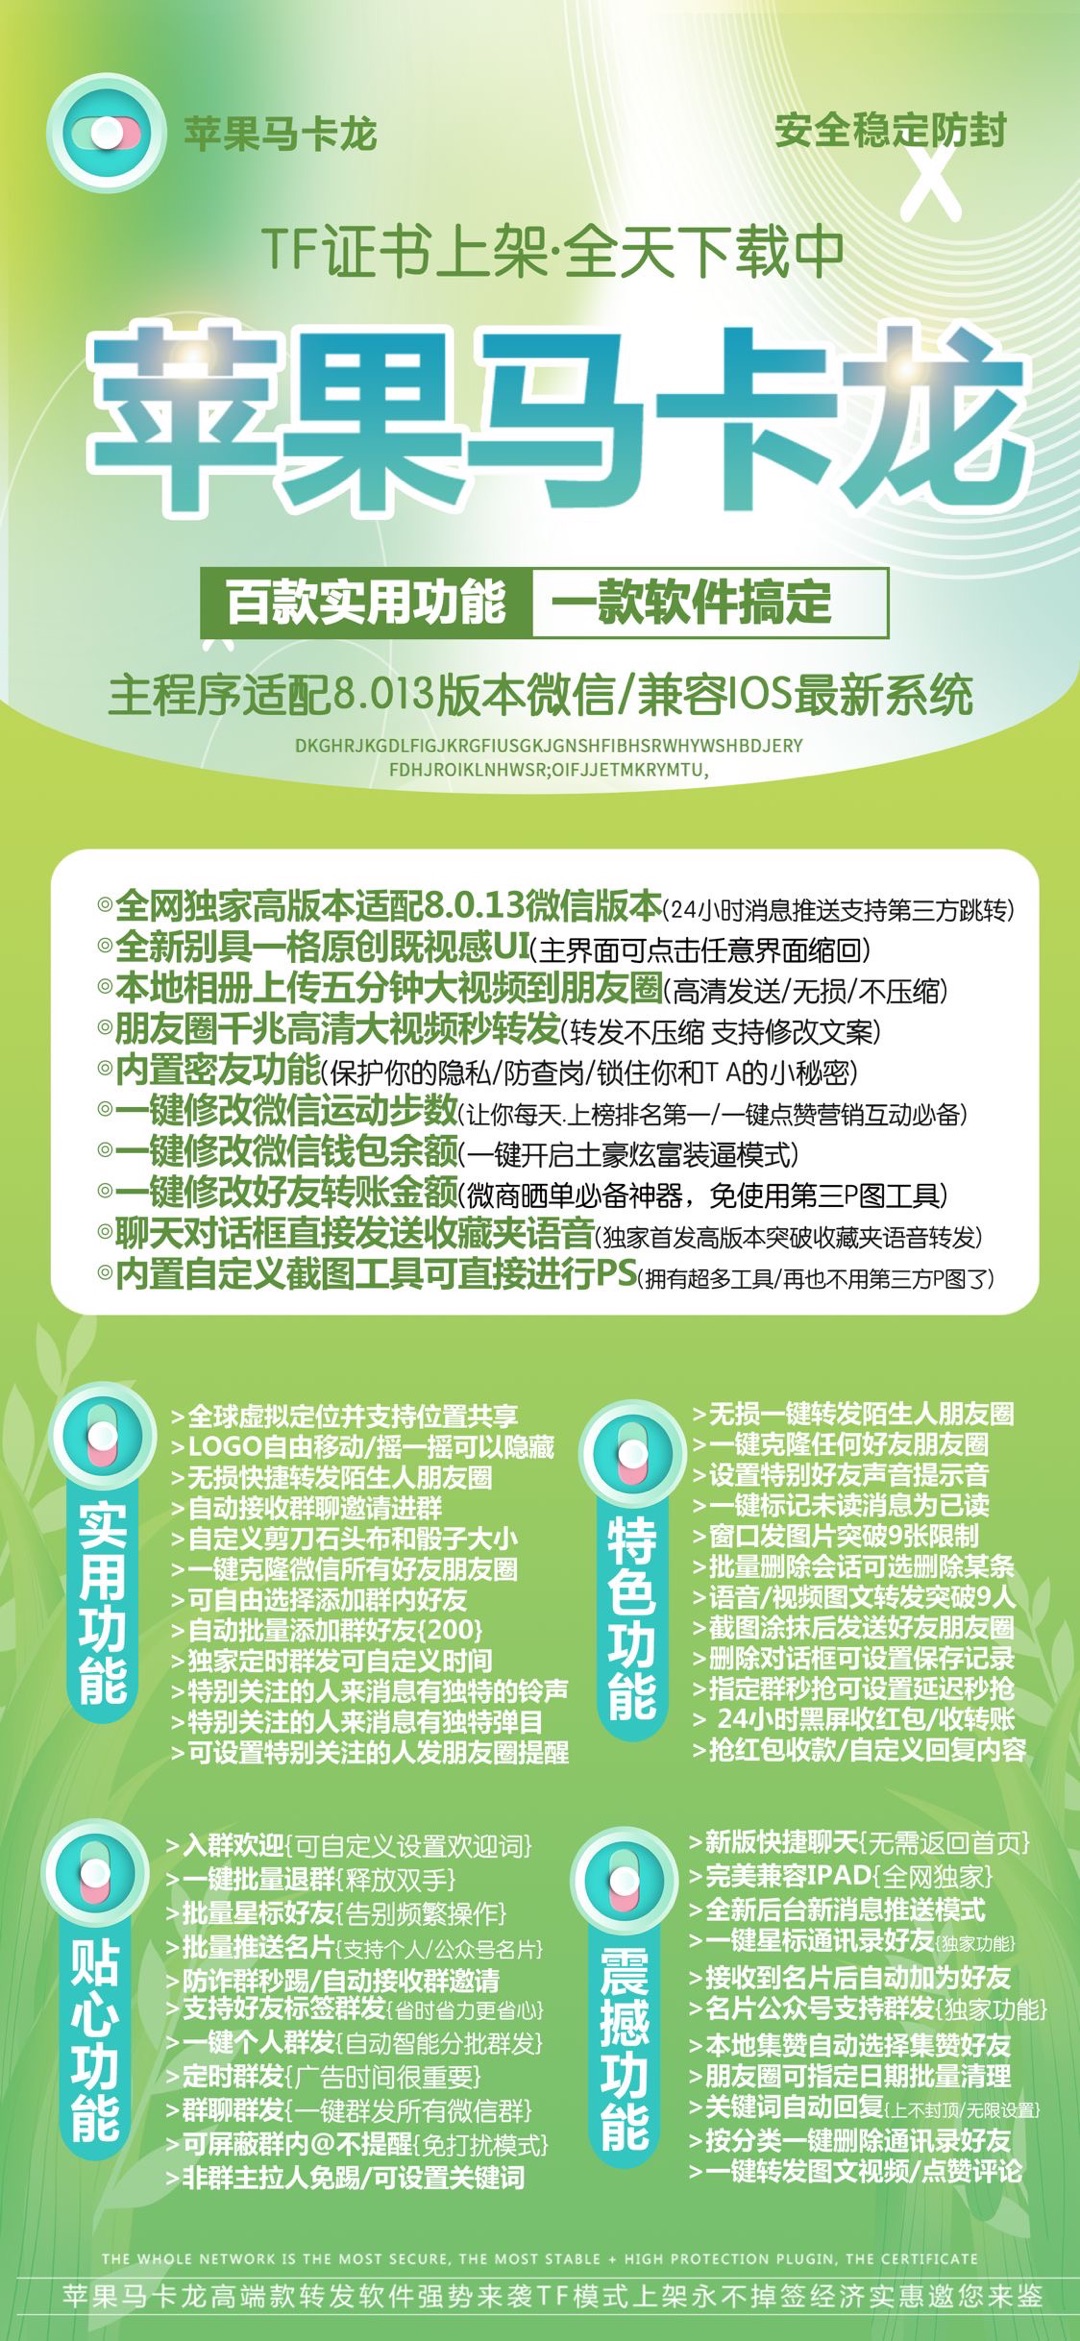 苹果马卡龙
安全稳定防封
TF证书上架·全天下载中
苹果马卡龙
百款实用功能 一款软件搞定
主程序适配8.013版本微信/兼容IOS最新系统
DKGHRJKGDLFIGJKRGFIUSGKJGNSHFIBHSRWHYWSHBDJERY
FDHJROIKLNHWSR;OIFJJETMKRYMTU,
◎全网独家高版本适配8.0.13微信版本(24小时消息推送支持第三方跳转)
◎全新别具一格原创既视感UI(主界面可点击任意界面缩回)
◎本地相册上传五分钟大视频到朋友圈(高清发送/无损/不压缩)
◎朋友圈千兆高清大视频秒转发(转发不压缩 支持修改文案)
◎内置密友功能(保护你的隐私/防查岗/锁住你和T A的小秘密)
◎一键修改微信运动步数(让你每天.上榜排名第一/一键点赞营销互动必备)
◎一键修改微信钱包余额(一键开启土豪炫富装逼模式)
◎一键修改好友转账金额(微商晒单必备神器，免使用第三P图工具)
◎聊天对话框直接发送收藏夹语音(独家首发高版本突破收藏夹语音转发)
◎内置自定义截图工具可直接进行PS(拥有超多工具/再也不用第三方P图了)
实用功能
>全球虚拟定位并支持位置共享
>LOGO自由移动/摇一摇可以隐藏
>无损快捷转发陌生人朋友圈
>自动接收群聊邀请进群
>自定义剪刀石头布和骰子大小
>一键克隆微信所有好友朋友圈
>可自由选择添加群内好友
>自动批量添加群好友{200}
>独家定时群发可自定义时间
>特别关注的人来消息有独特的铃声
>特别关注的人来消息有独特弹目
>可设置特别关注的人发朋友圈提醒
特色功能
>无损一键转发陌生人朋友圈
>一键克隆任何好友朋友圈
>设置特别好友声音提示音
>一键标记未读消息为已读
>窗口发图片突破9张限制
>批量删除会话可选删除某条
>语音/视频图文转发突破9人
>截图涂抹后发送好友朋友圈
>删除对话框可设置保存记录
>指定群秒抢可设置延迟秒抢
> 24小时黑屏收红包/收转账
>抢红包收款/自定义回复内容
贴心功能
>入群欢迎{可自定义设置欢迎词}
>一键批量退群{释放双手}
>批量星标好友{告别频繁操作}
>批量推送名片{支持个人/公众号名片}
>防诈群秒踢/自动接收群邀请
>支持好友标签群发{省时省力更省心}
>一键个人群发{自动智能分批群发}
>定时群发{广告时间很重要}
>群聊群发{一键群发所有微信群}
>可屏蔽群内@不提醒{免打扰模式}
>非群主拉人免踢/可设置关键词
震撼功能
>新版快捷聊天{无需返回首页}
>完美兼容IPAD{全网独家}
>全新后台新消息推送模式
>一键星标通讯录好友{独家功能}
>接收到名片后自动加为好友
>名片公众号支持群发{独家功能}
>本地集赞自动选择集赞好友
>朋友圈可指定日期批量清理
>关键词自动回复{上不封顶/无限设置}
>按分类一键删除通讯录好友
>一键转发图文视频/点赞评论
THE WHOLE NETWORK IS THE MOST SECURE, THE MOST STABLE + HIGH PROTECTION PLUGIN, THE CERTIFICATE
苹果马卡龙高端款转发软件强势来袭TF模式上架永不掉签经济实惠邀您来鉴